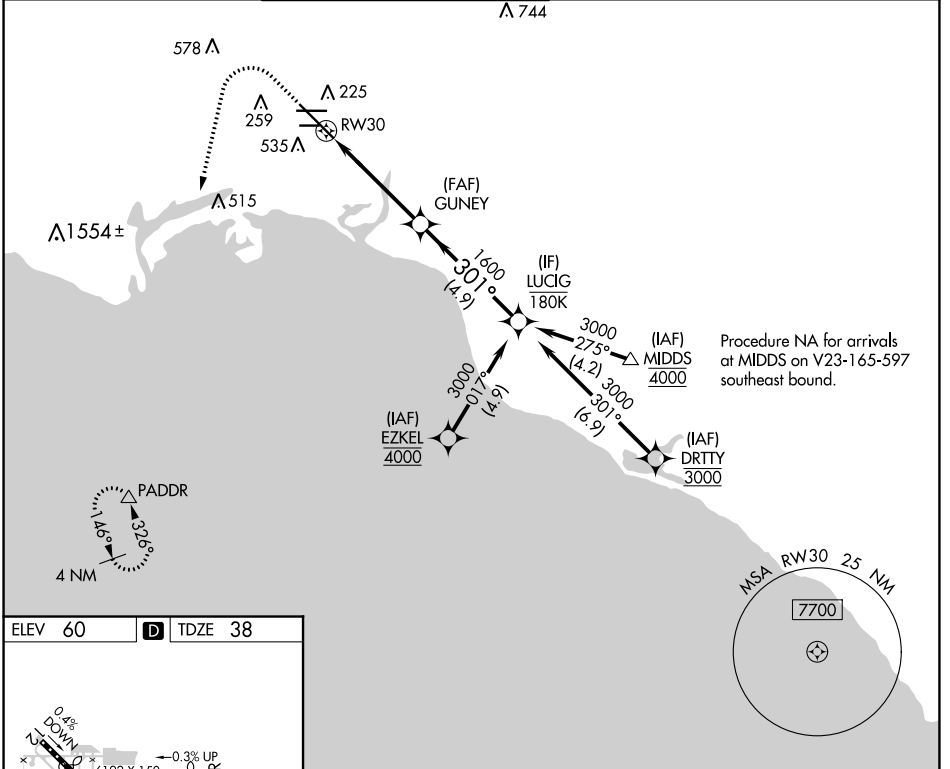 744
578
225
259
RW30
535
(FAF)
GUNEY
515
1554 ±
1600
301°
(4.9)
(IF)
LUCIG
180K
3000
275°
(4.2)
(IAF)
MIDDS
4000
Procedure NA for arrivals
at MIDDS on V23-165-597
southeast bound.
3000
017°
(4.9)
3000
301°
(6.9)
(IAF)
EZKEL
4000
(IAF)
DRTTY
3000
PADDR
146°
326°
4 NM
MSA RW30 25 NM
7700
ELEV 60 D TDZE 38
0.4%
DOWN
12
0.3% UP